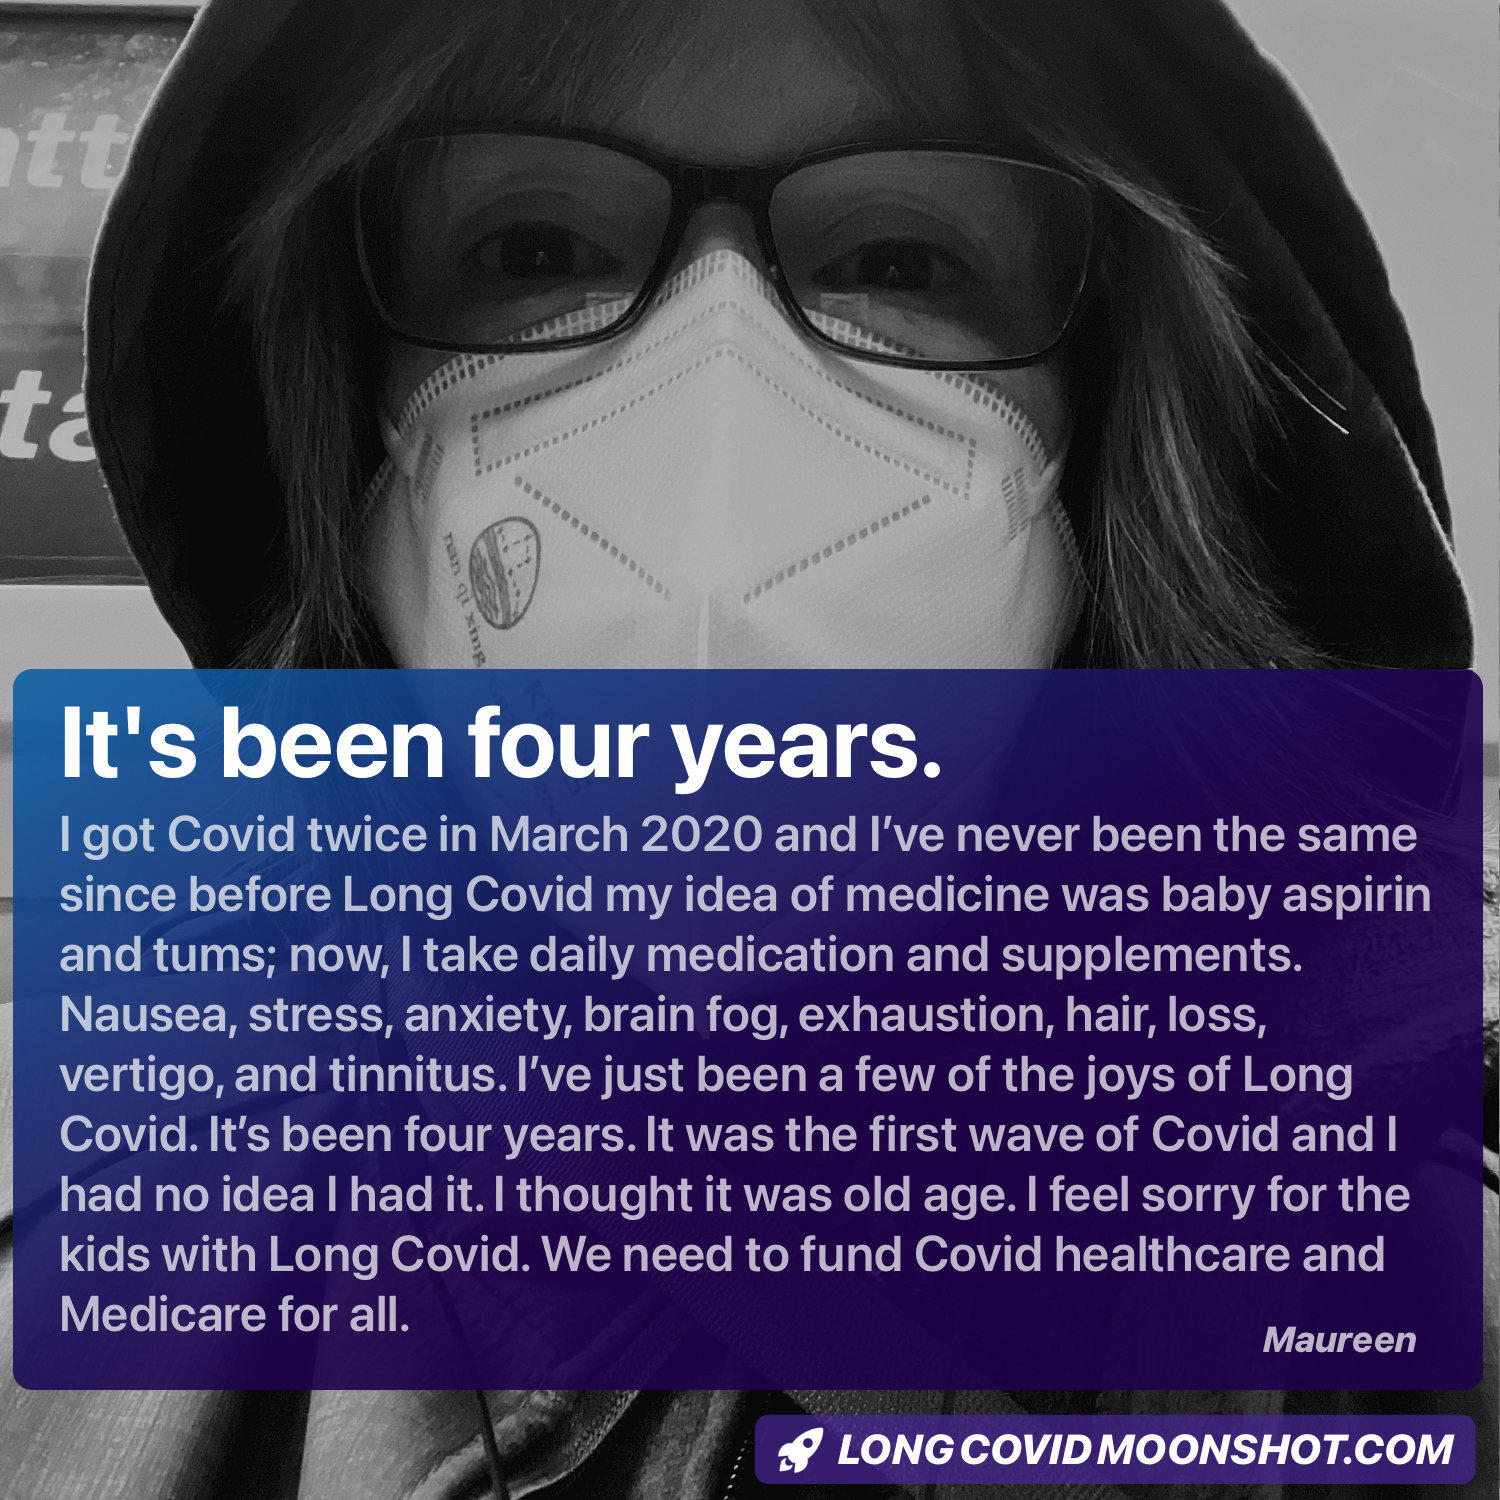 att
ta
nan qi xing
It's been four years.
I got Covid twice in March 2020 and I’ve never been the same
since before Long Covid my idea of medicine was baby aspirin
and tums; now, I take daily medication and supplements.
Nausea, stress, anxiety, brain fog, exhaustion, hair, loss,
vertigo, and tinnitus. I’ve just been a few of the joys of Long
Covid. It’s been four years. It was the first wave of Covid and I
had no idea I had it. I thought it was old age. I feel sorry for the
kids with Long Covid. We need to fund Covid healthcare and
Medicare for all.
Maureen
LONG COVID MOONSHOT.COM